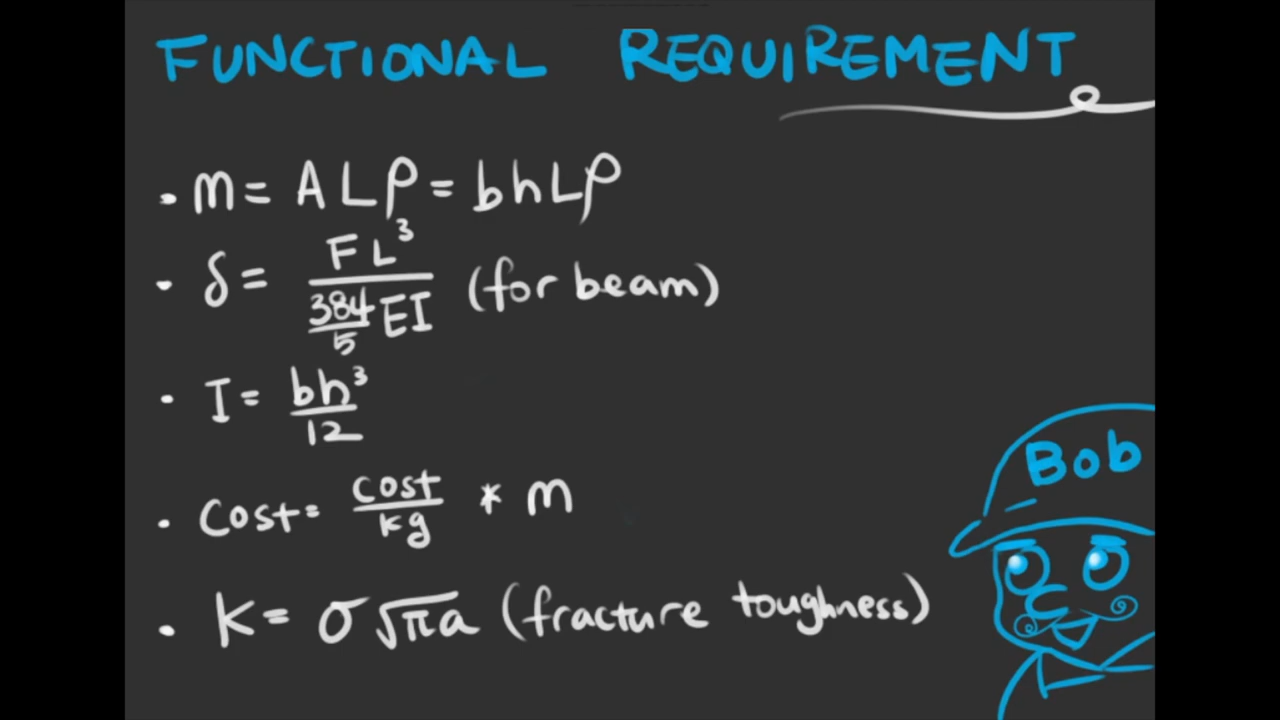 FUNCTIONAL REQUIREMENT
• m = ALρ = bhLρ
• δ = FL³ / (384/5 EI) (for beam)
• I = bh³ / 12
• Cost = cost / kg * m
• K = σ√πa (fracture toughness)
Bob